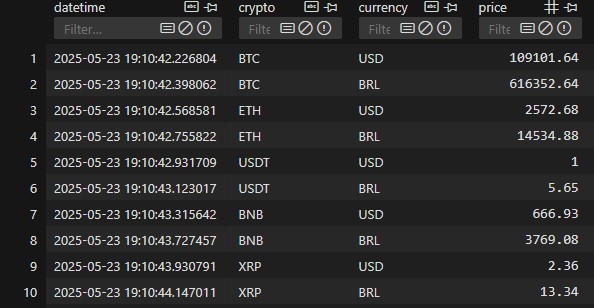 datetime crypto currency price
Filter... Filte Filte Filte
1 2025-05-23 19:10:42.226804 BTC USD 109101.64
2 2025-05-23 19:10:42.398062 BTC BRL 616352.64
3 2025-05-23 19:10:42.568581 ETH USD 2572.68
4 2025-05-23 19:10:42.755822 ETH BRL 14534.88
5 2025-05-23 19:10:42.931709 USDT USD 1
6 2025-05-23 19:10:43.123017 USDT BRL 5.65
7 2025-05-23 19:10:43.315642 BNB USD 666.93
8 2025-05-23 19:10:43.727457 BNB BRL 3769.08
9 2025-05-23 19:10:43.930791 XRP USD 2.36
10 2025-05-23 19:10:44.147011 XRP BRL 13.34